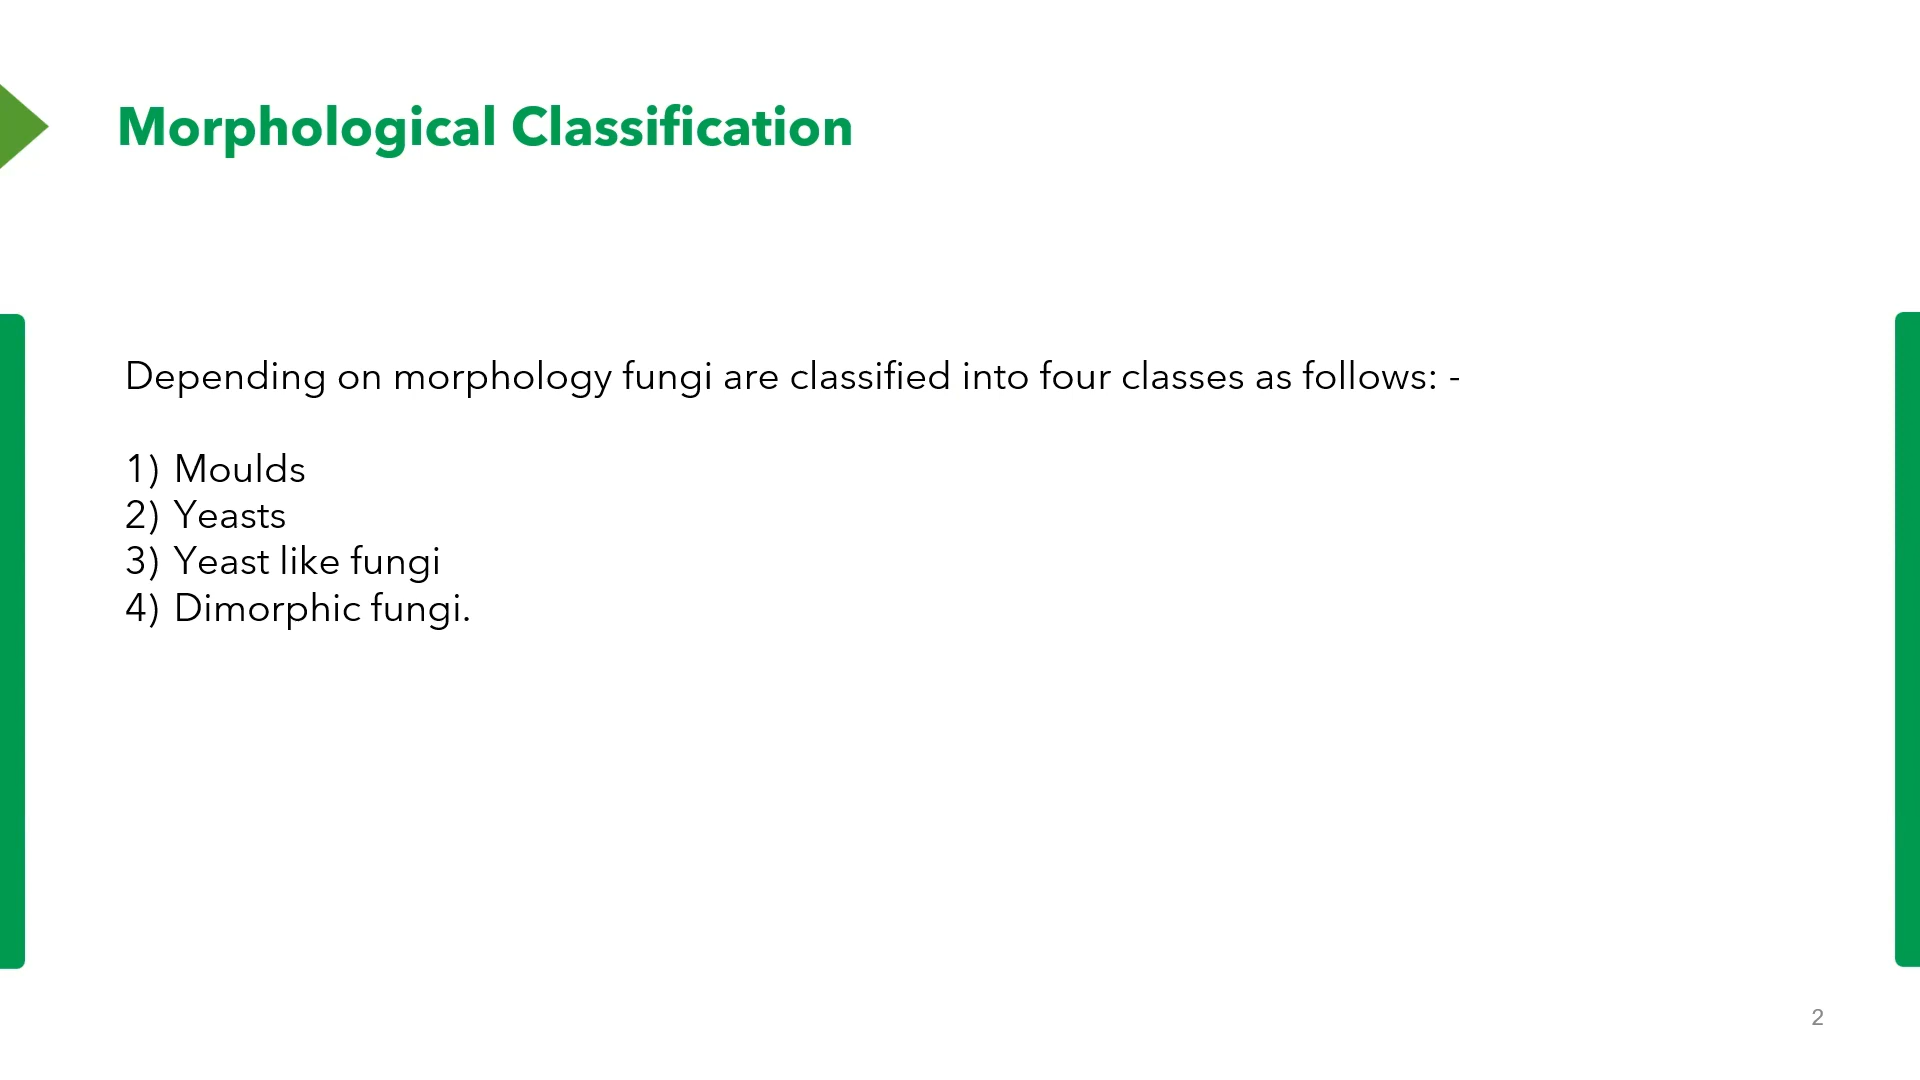 Morphological Classification
Depending on morphology fungi are classified into four classes as follows: -
1) Moulds
2) Yeasts
3) Yeast like fungi
4) Dimorphic fungi.
2